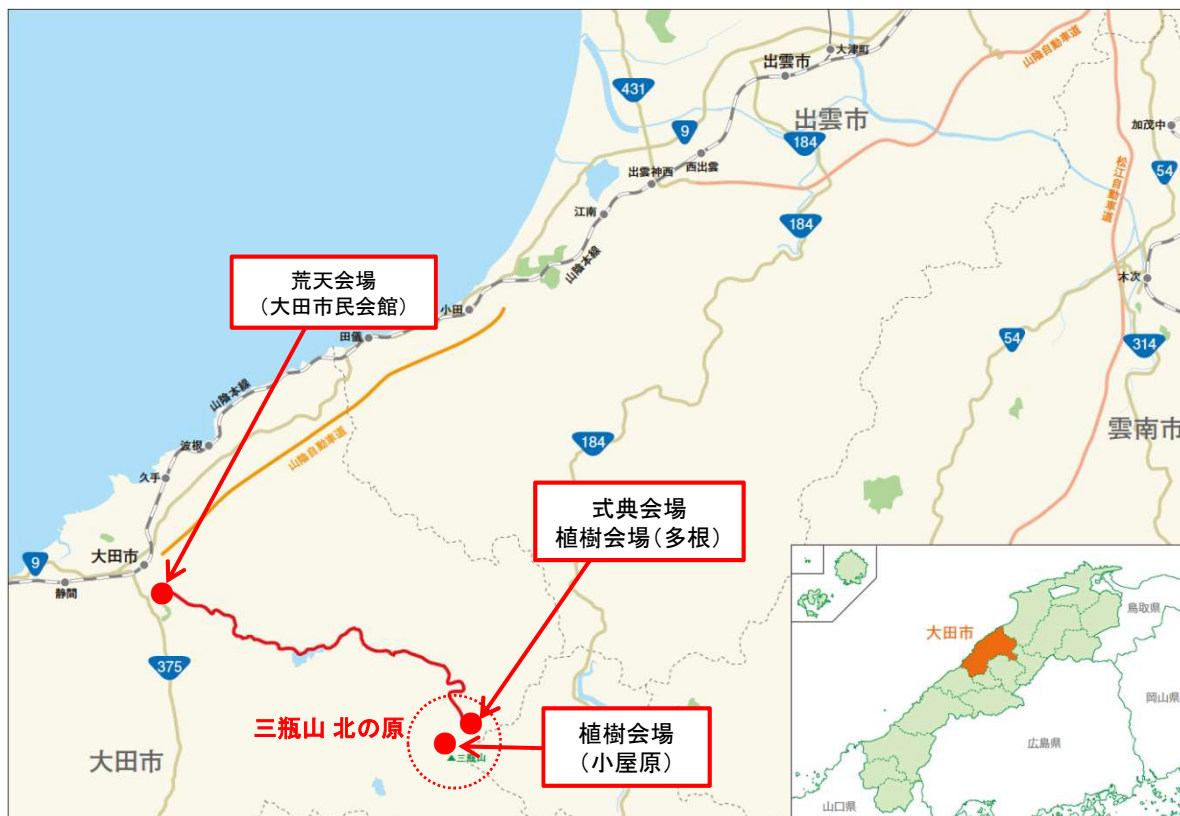 大津町
出雲市
山陰自動車道
431
9
出雲市
184
加茂中
西出雲
出雲神西
54
松江自動車道
江南
184
山陰本線
荒天会場
（大田市民会館）
木次
小田
田儀
54
314
山陰本線
雲南市
184
波根
山陰自動車道
久手
式典会場
植樹会場（多根）
大田市
9
静間
鳥取県
大田市
375
岡山県
三瓶山 北の原
植樹会場
（小屋原）
広島県
大田市
▲三瓶山
山口県